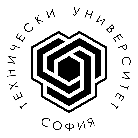 ТЕХНИЧЕСКИ УНИВЕРСИТЕТ
СОФИЯ